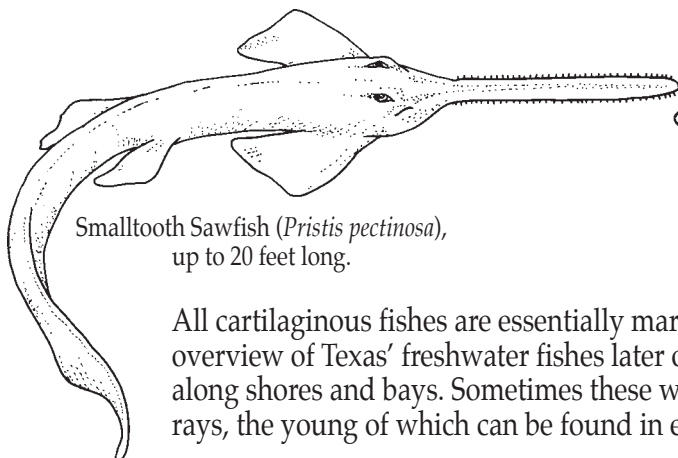 Smalltooth Sawfish (Pristis pectinosa),
up to 20 feet long.
All cartilaginous fishes are essentially
overview of Texas’ freshwater fishes later
along shores and bays. Sometimes these
rays, the young of which can be found in